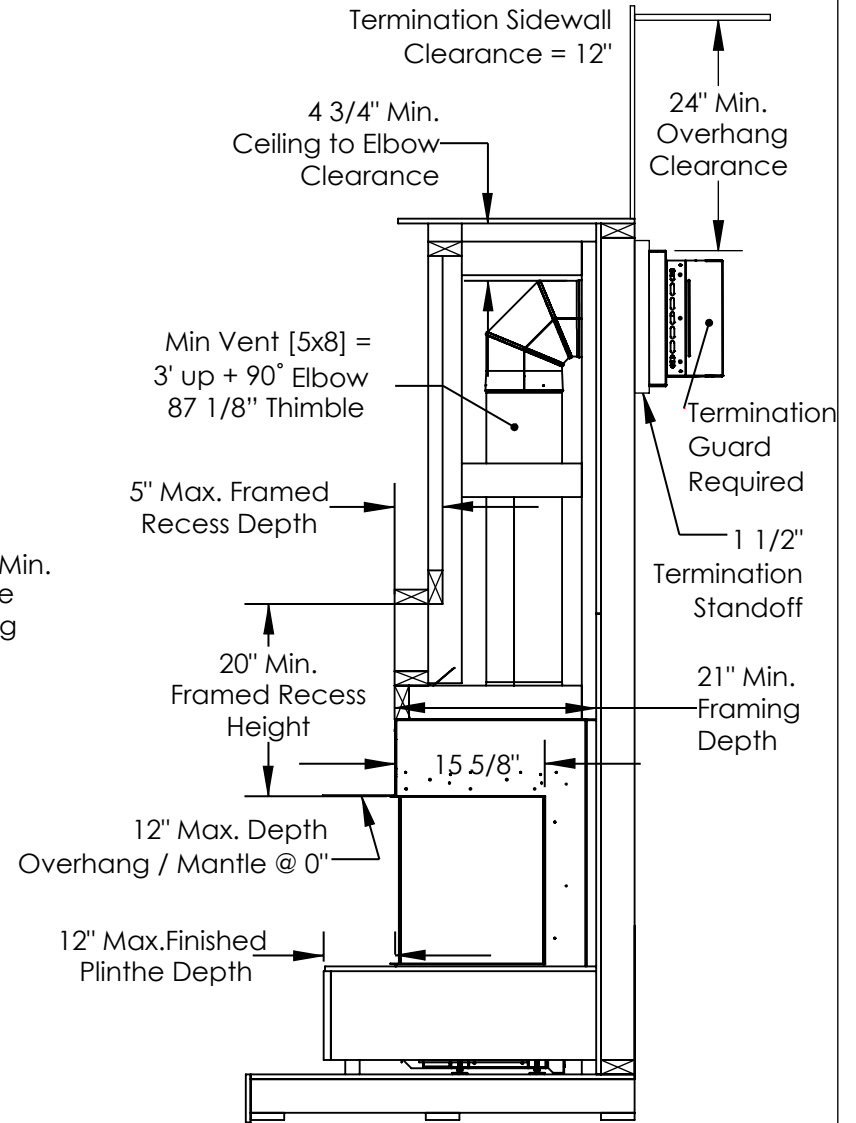 Termination Sidewall
Clearance = 12"
4 3/4" Min.
Ceiling to Elbow
Clearance
24" Min.
Overhang
Clearance
Min Vent [5x8] =
3' up + 90˚ Elbow
87 1/8” Thimble
Termination
Guard
Required
5" Max. Framed
Recess Depth
1 1/2"
Termination
Standoff
Min.
e
g
20" Min.
Framed Recess
Height
21" Min.
Framing
Depth
15 5/8"
12" Max. Depth
Overhang / Mantle @ 0"
12" Max.Finished
Plinthe Depth